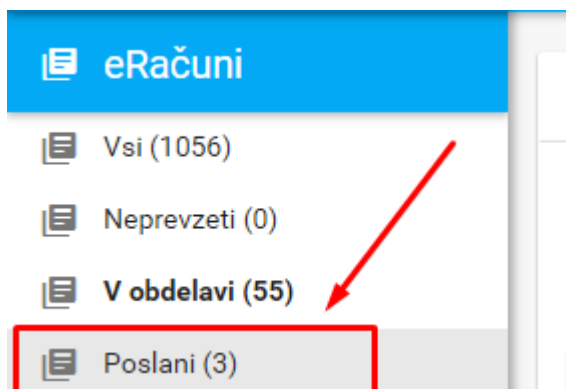 eRačuni
Vsi (1056)
Neprevzeti (0)
V obdelavi (55)
Poslani (3)